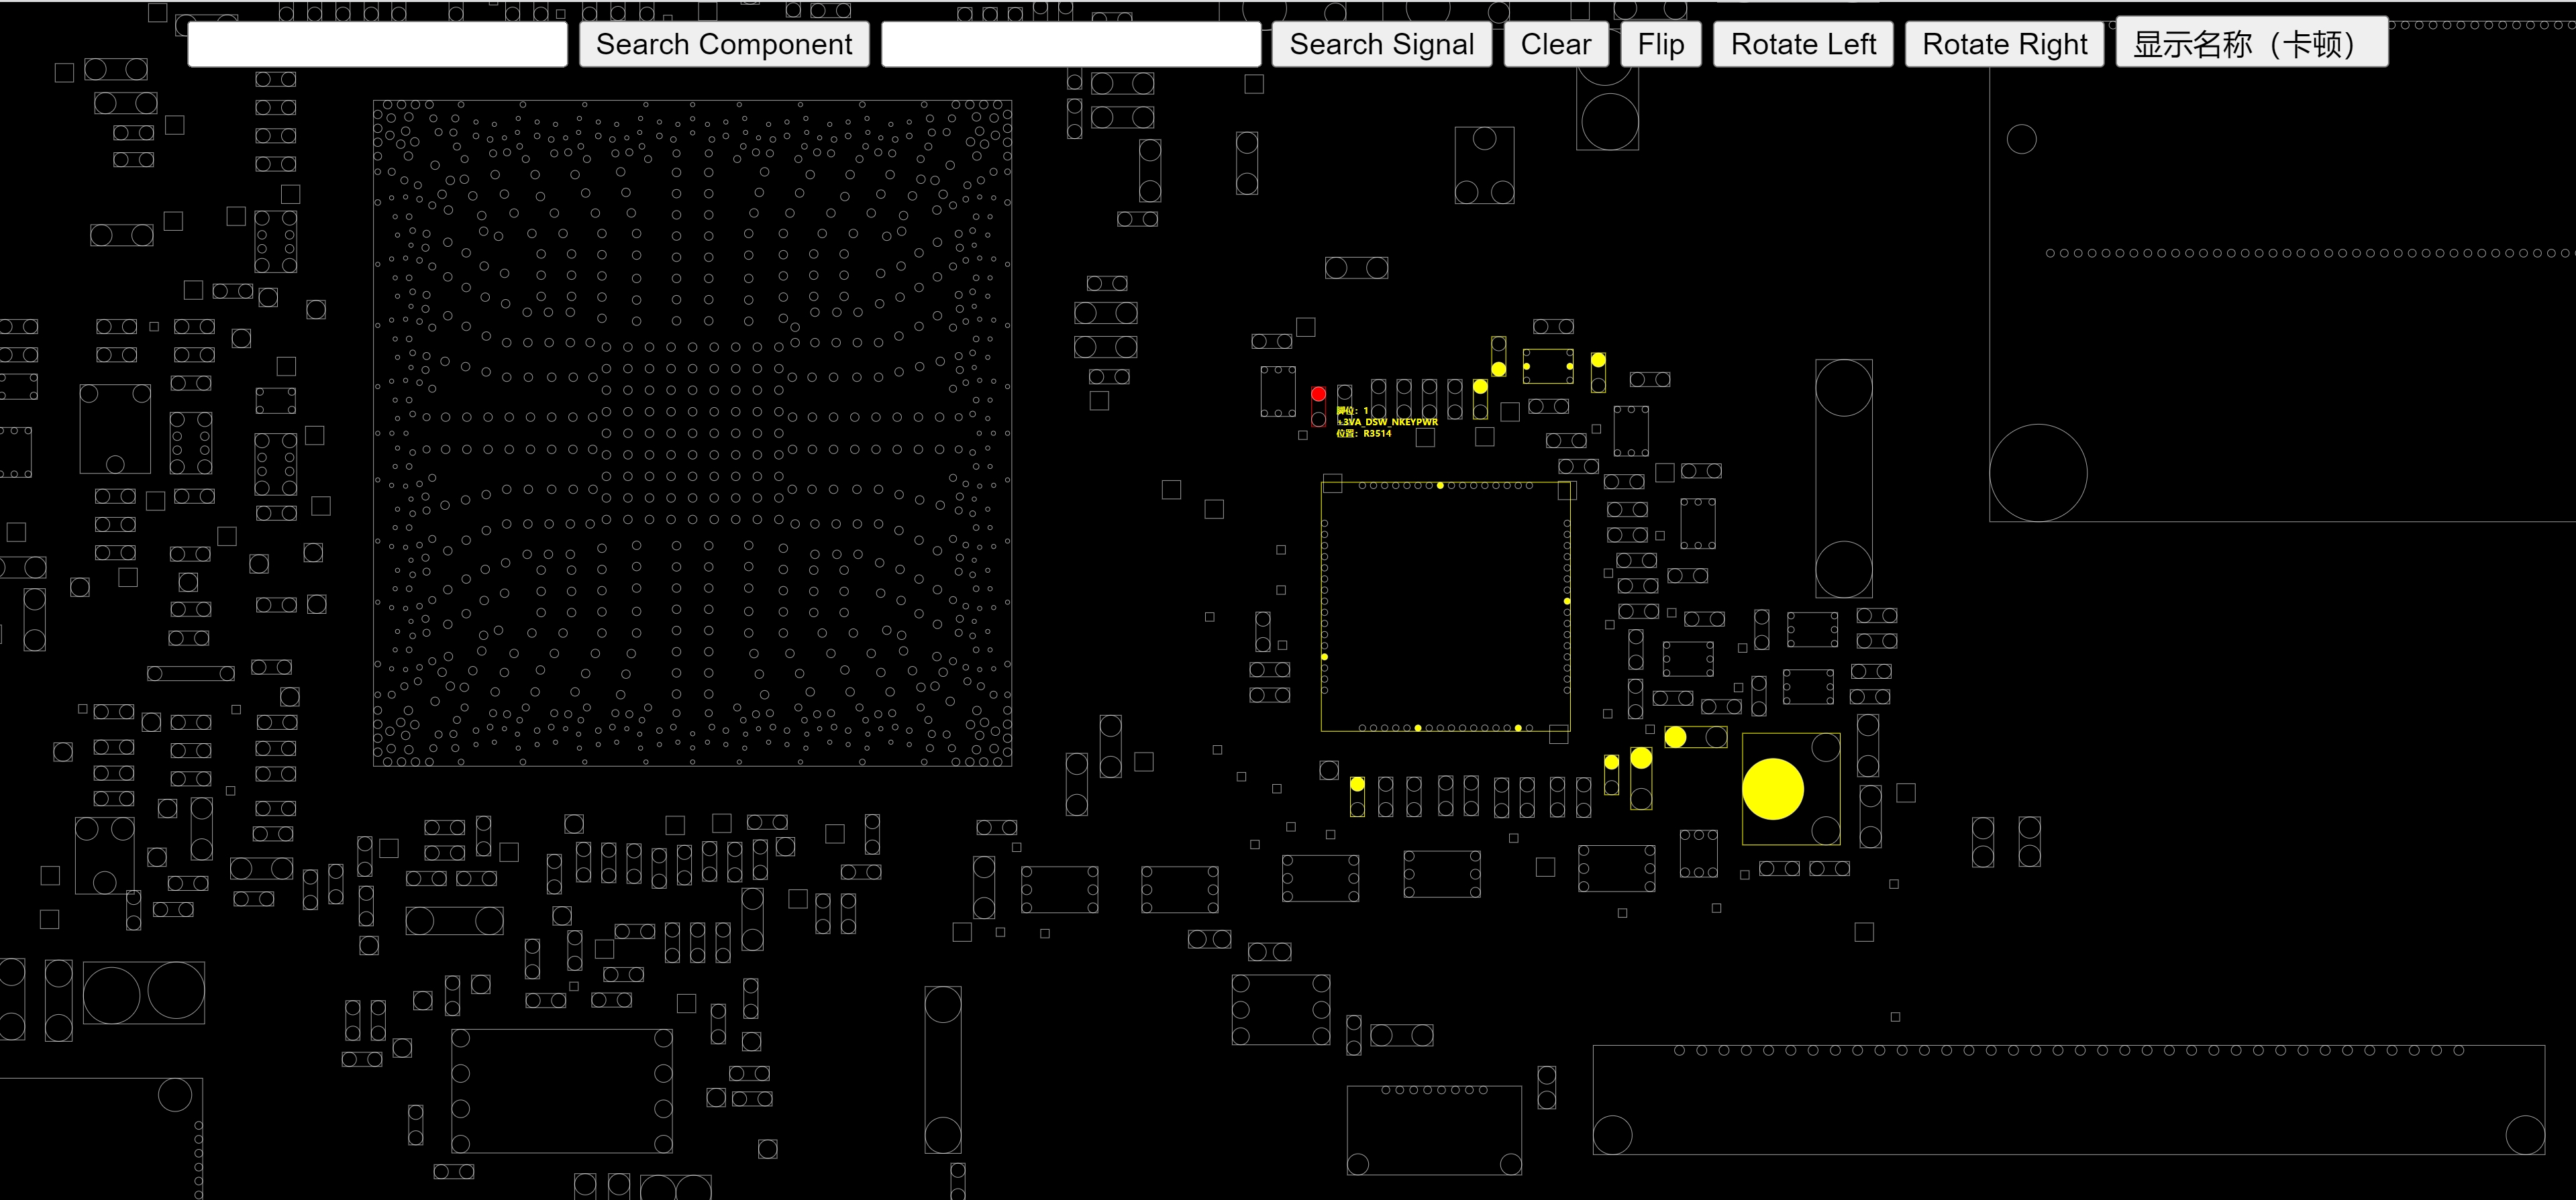 Search Component
Search Signal
Clear
Flip
Rotate Left
Rotate Right
显示名称（卡顿）
脚位：1
+3VA_DSW_NKEYPWR
位置：R3514